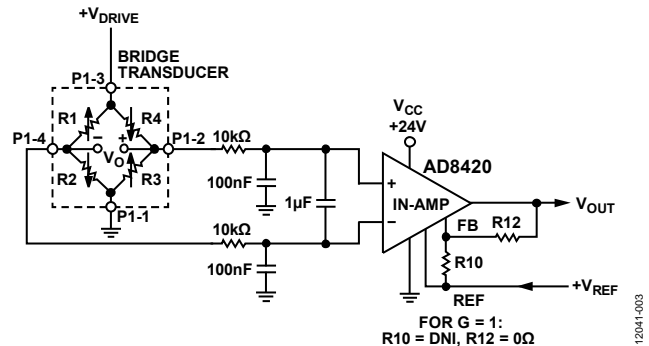 +VDRIVE
BRIDGE
TRANSDUCER
P1-3
R1
R4
P1-4
− VO +
P1-2
R2
R3
P1-1
10kΩ
100nF
1µF
10kΩ
100nF
VCC
+24V
AD8420
+
IN-AMP
−
VOUT
FB
R12
R10
REF
+VREF
FOR G = 1:
R10 = DNI, R12 = 0Ω
12041-003